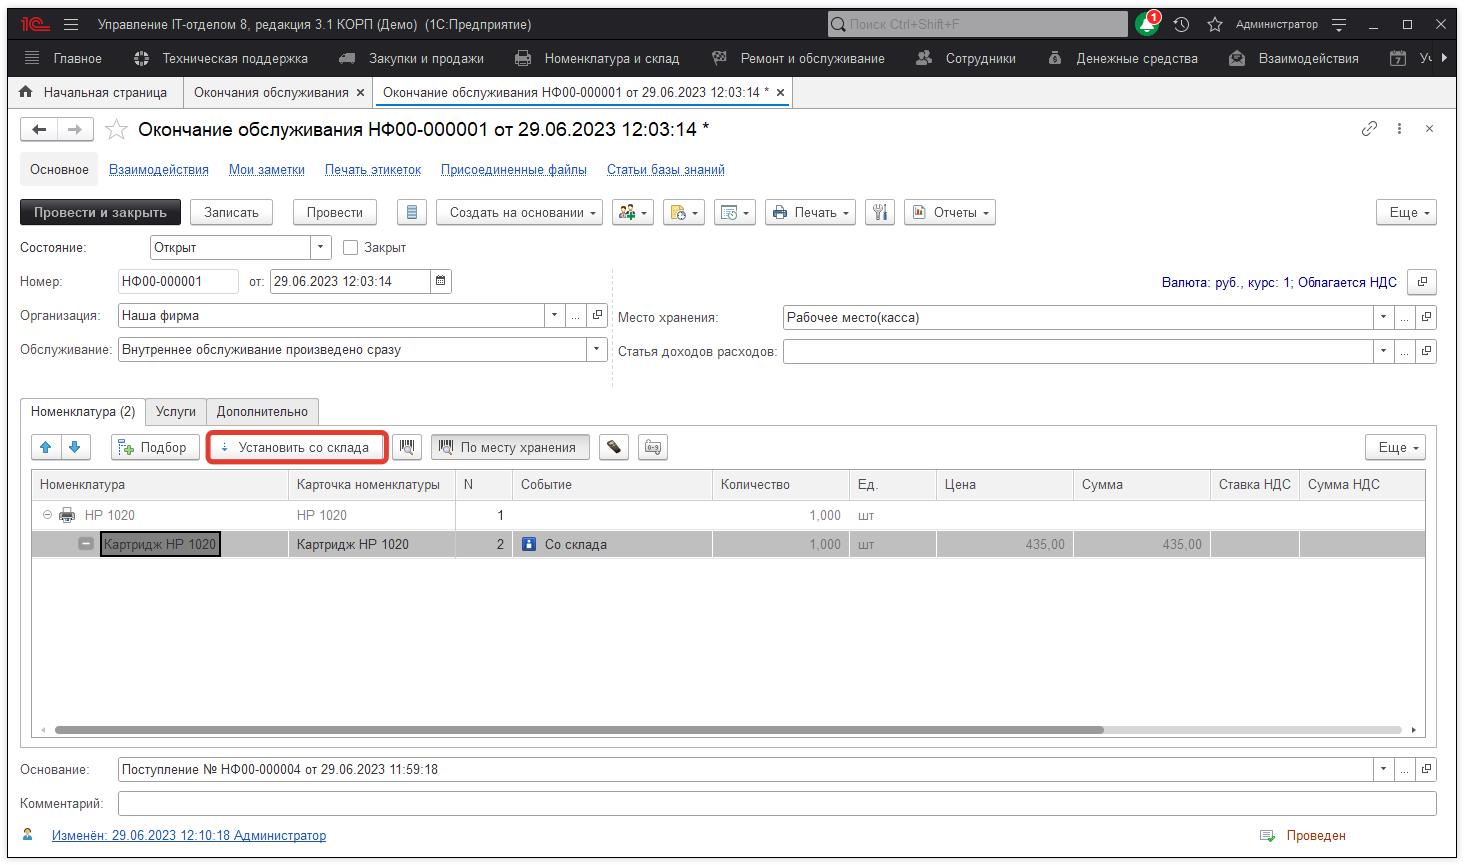 1С Управление IT-отделом 8, редакция 3.1 КОРП (Демо) (1С:Предприятие) Поиск Ctrl+Shift+F 1 Администратор
Главное Техническая поддержка Закупки и продажи Номенклатура и склад Ремонт и обслуживание Сотрудники Денежные средства Взаимодействия 7
Начальная страница Окончания обслуживания × Окончание обслуживания НФ00-000001 от 29.06.2023 12:03:14 * ×
Окончание обслуживания НФ00-000001 от 29.06.2023 12:03:14 *
Основное Взаимодействия Мои заметки Печать этикеток Присоединенные файлы Статьи базы знаний
Провести и закрыть Записать Провести Создать на основании Печать Отчеты Еще
Состояние: Открыт Закрыт
Номер: НФ00-000001 от: 29.06.2023 12:03:14 Валюта: руб., курс: 1; Облагается НДС
Организация: Наша фирма ... Место хранения: Рабочее место(касса) ...
Обслуживание: Внутреннее обслуживание произведено сразу Статья доходов расходов: ...
Номенклатура (2) Услуги Дополнительно
Подбор Установить со склада По месту хранения Еще
Номенклатура Карточка номенклатуры N Событие Количество Ед. Цена Сумма Ставка НДС Сумма НДС
HP 1020 HP 1020 1 1,000 шт
Картридж HP 1020 Картридж HP 1020 2 Со склада 1,000 шт 435,00 435,00
Основание: Поступление № НФ00-000004 от 29.06.2023 11:59:18 ...
Комментарий:
Изменён: 29.06.2023 12:10:18 Администратор Проведен